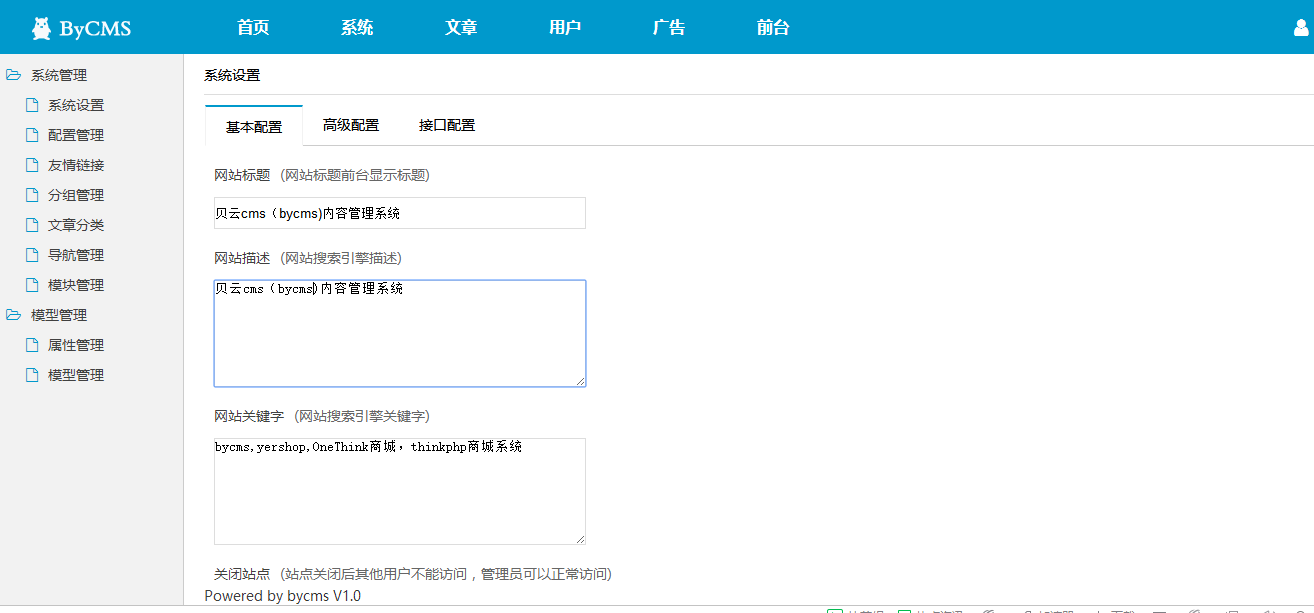 ByCMS 首页 系统 文章 用户 广告 前台
系统管理
系统设置
配置管理
友情链接
分组管理
文章分类
导航管理
模块管理
模型管理
属性管理
模型管理
系统设置
基本配置 高级配置 接口配置
网站标题 (网站标题前台显示标题)
贝云cms（bycms)内容管理系统
网站描述 (网站搜索引擎描述)
贝云cms（bycms)内容管理系统
网站关键字 (网站搜索引擎关键字)
bycms,yershop,OneThink商城，thinkphp商城系统
关闭站点 (站点关闭后其他用户不能访问，管理员可以正常访问)
Powered by bycms V1.0